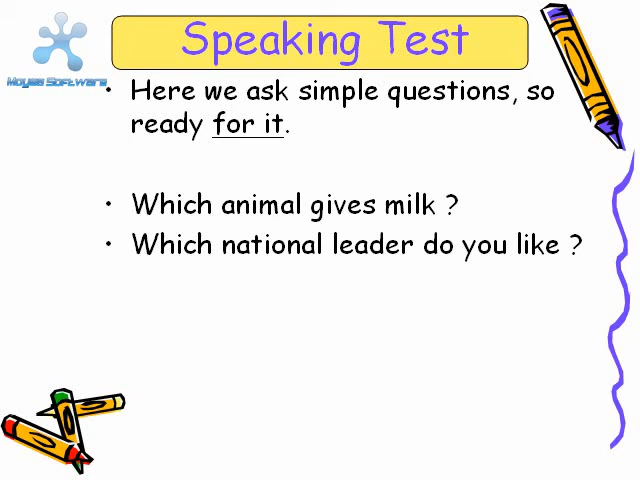 Speaking Test
Moyea Software
• Here we ask simple questions, so
ready for it.
• Which animal gives milk ?
• Which national leader do you like ?